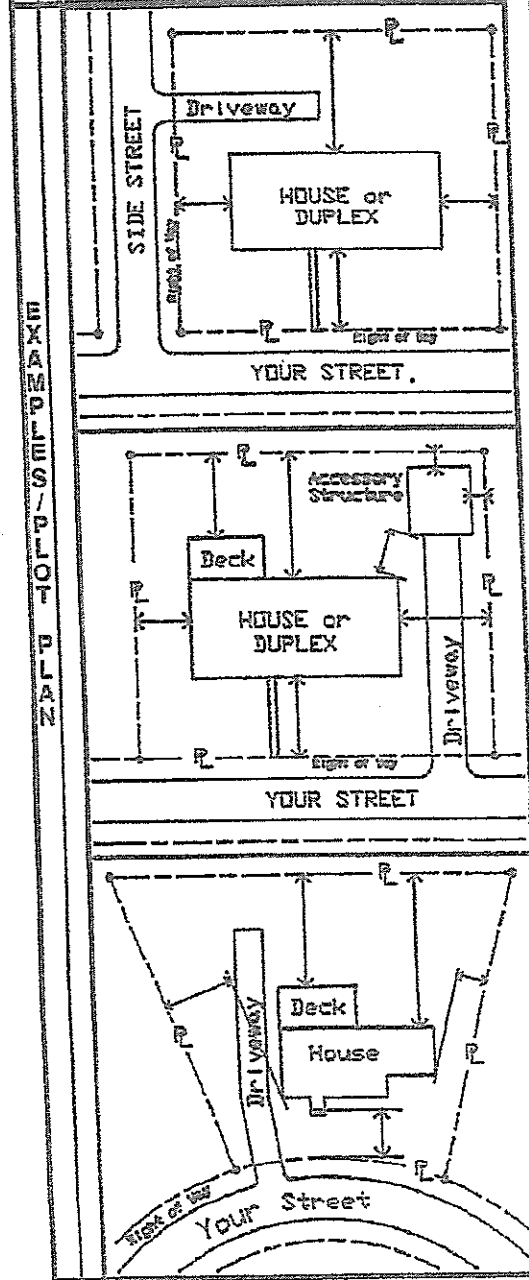 EXAMPLES/PLOT PLAN
PL
Driveway
SIDE STREET
PL
PL
HOUSE or
DUPLEX
Right of Way
PL
Right of Way
YOUR STREET.
PL
Accessory
Structure
Deck
PL
PL
HOUSE or
DUPLEX
Driveway
PL
Right of Way
YOUR STREET
PL
Deck
House
Driveway
PL
PL
PL
Right of Way
Your Street